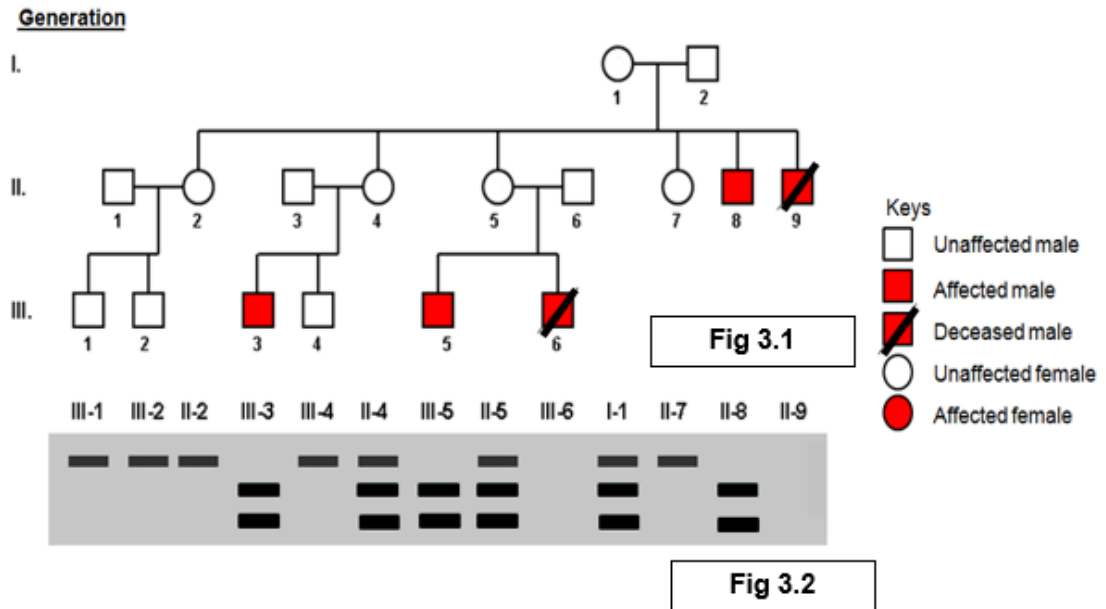 Generation
I.
1 2
II.
1 2 3 4 5 6 7 8 9
III.
1 2 3 4 5 6
Keys
Unaffected male
Affected male
Deceased male
Unaffected female
Affected female
Fig 3.1
III-1 III-2 II-2 III-3 III-4 II-4 III-5 II-5 III-6 I-1 II-7 II-8 II-9
Fig 3.2